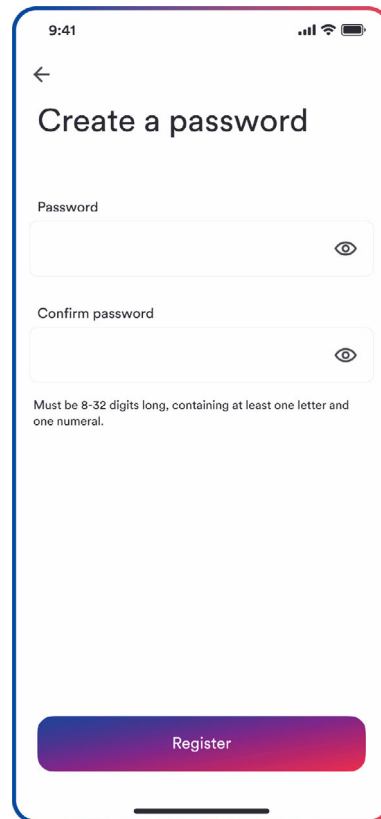 9:41
Create a password
Password
Confirm password
Must be 8-32 digits long, containing at least one letter and
one numeral.
Register